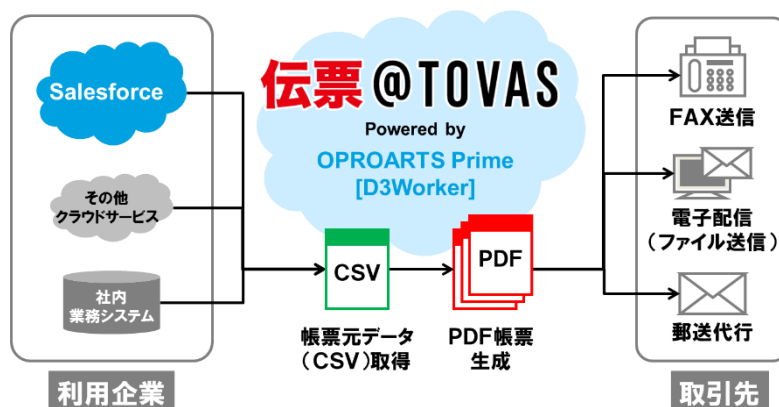 Salesforce
その他
クラウドサービス
社内
業務システム
利用企業
伝票@TOVAS
Powered by
OPROARTS Prime
[D3Worker]
CSV
帳票元データ
（CSV）取得
PDF
PDF帳票
生成
FAX送信
電子配信
（ファイル送信）
郵送代行
取引先